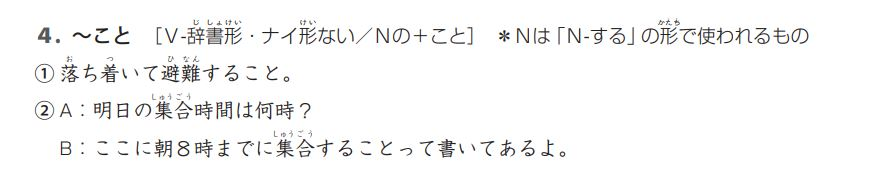 4. ～こと ［V-辞書形・ナイ形ない／Nの＋こと］ ＊Nは「N-する」の形で使われるもの
①落ち着いて避難すること。
②A：明日の集合時間は何時？
B：ここに朝8時までに集合することって書いてあるよ。